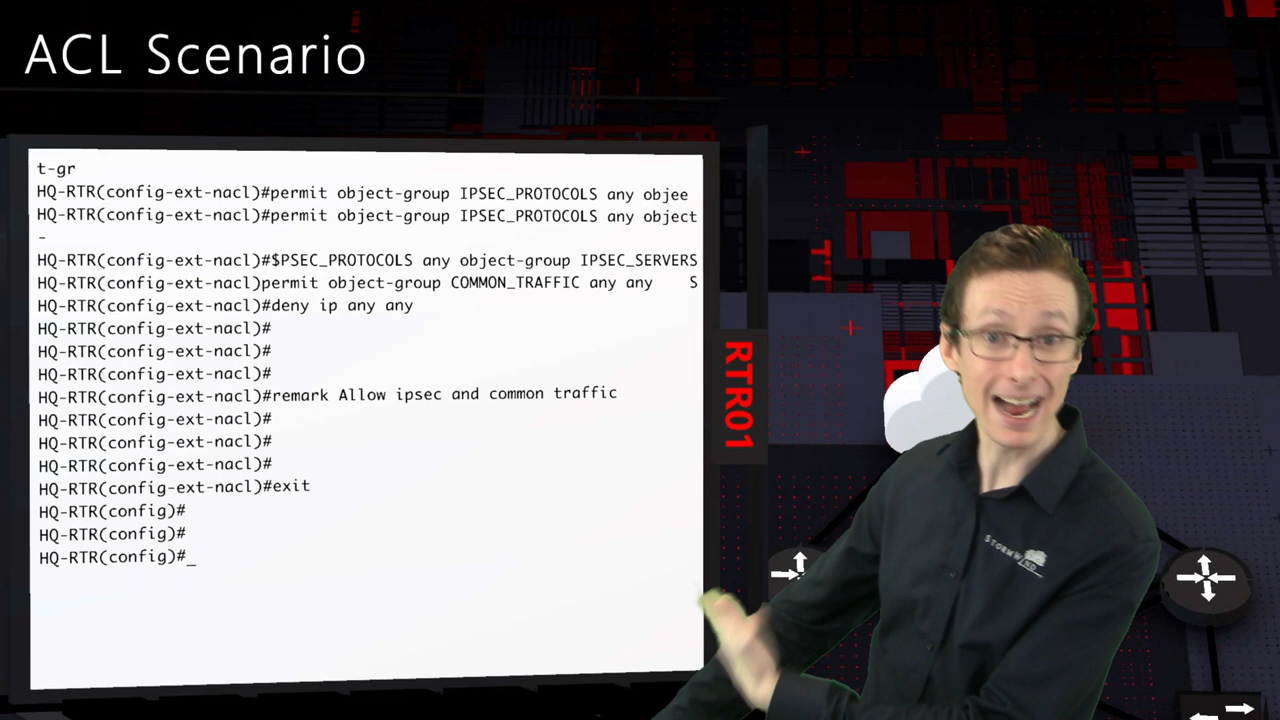 ACL Scenario
t-gr
HQ-RTR(config-ext-nacl)#permit object-group IPSEC_PROTOCOLS any objee
HQ-RTR(config-ext-nacl)#permit object-group IPSEC_PROTOCOLS any object
-
HQ-RTR(config-ext-nacl)#$PSEC_PROTOCOLS any object-group IPSEC_SERVERS
HQ-RTR(config-ext-nacl)permit object-group COMMON_TRAFFIC any any    S
HQ-RTR(config-ext-nacl)#deny ip any any
HQ-RTR(config-ext-nacl)#
HQ-RTR(config-ext-nacl)#
HQ-RTR(config-ext-nacl)#
HQ-RTR(config-ext-nacl)#remark Allow ipsec and common traffic
HQ-RTR(config-ext-nacl)#
HQ-RTR(config-ext-nacl)#
HQ-RTR(config-ext-nacl)#
HQ-RTR(config-ext-nacl)#exit
HQ-RTR(config)#
HQ-RTR(config)#
HQ-RTR(config)#_
RTR01
STORMWIND